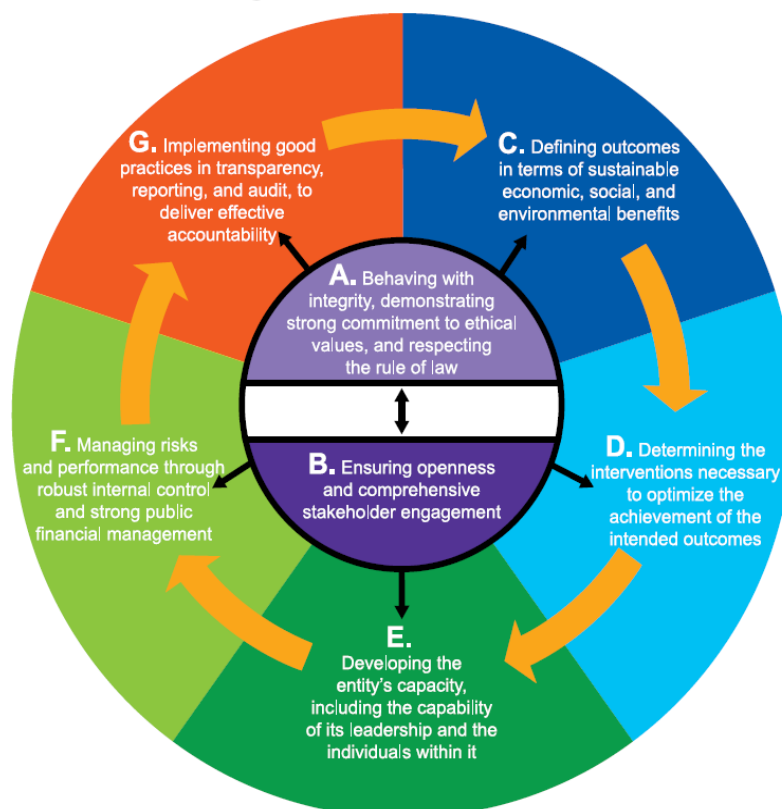 A. Behaving with
integrity, demonstrating
strong commitment to ethical
values, and respecting
the rule of law
B. Ensuring openness
and comprehensive
stakeholder engagement
C. Defining outcomes
in terms of sustainable
economic, social, and
environmental benefits
D. Determining the
interventions necessary
to optimize the
achievement of the
intended outcomes
E.
Developing the
entity's capacity,
including the capability
of its leadership and the
individuals within it
F. Managing risks
and performance through
robust internal control
and strong public
financial management
G. Implementing good
practices in transparency,
reporting, and audit, to
deliver effective
accountability